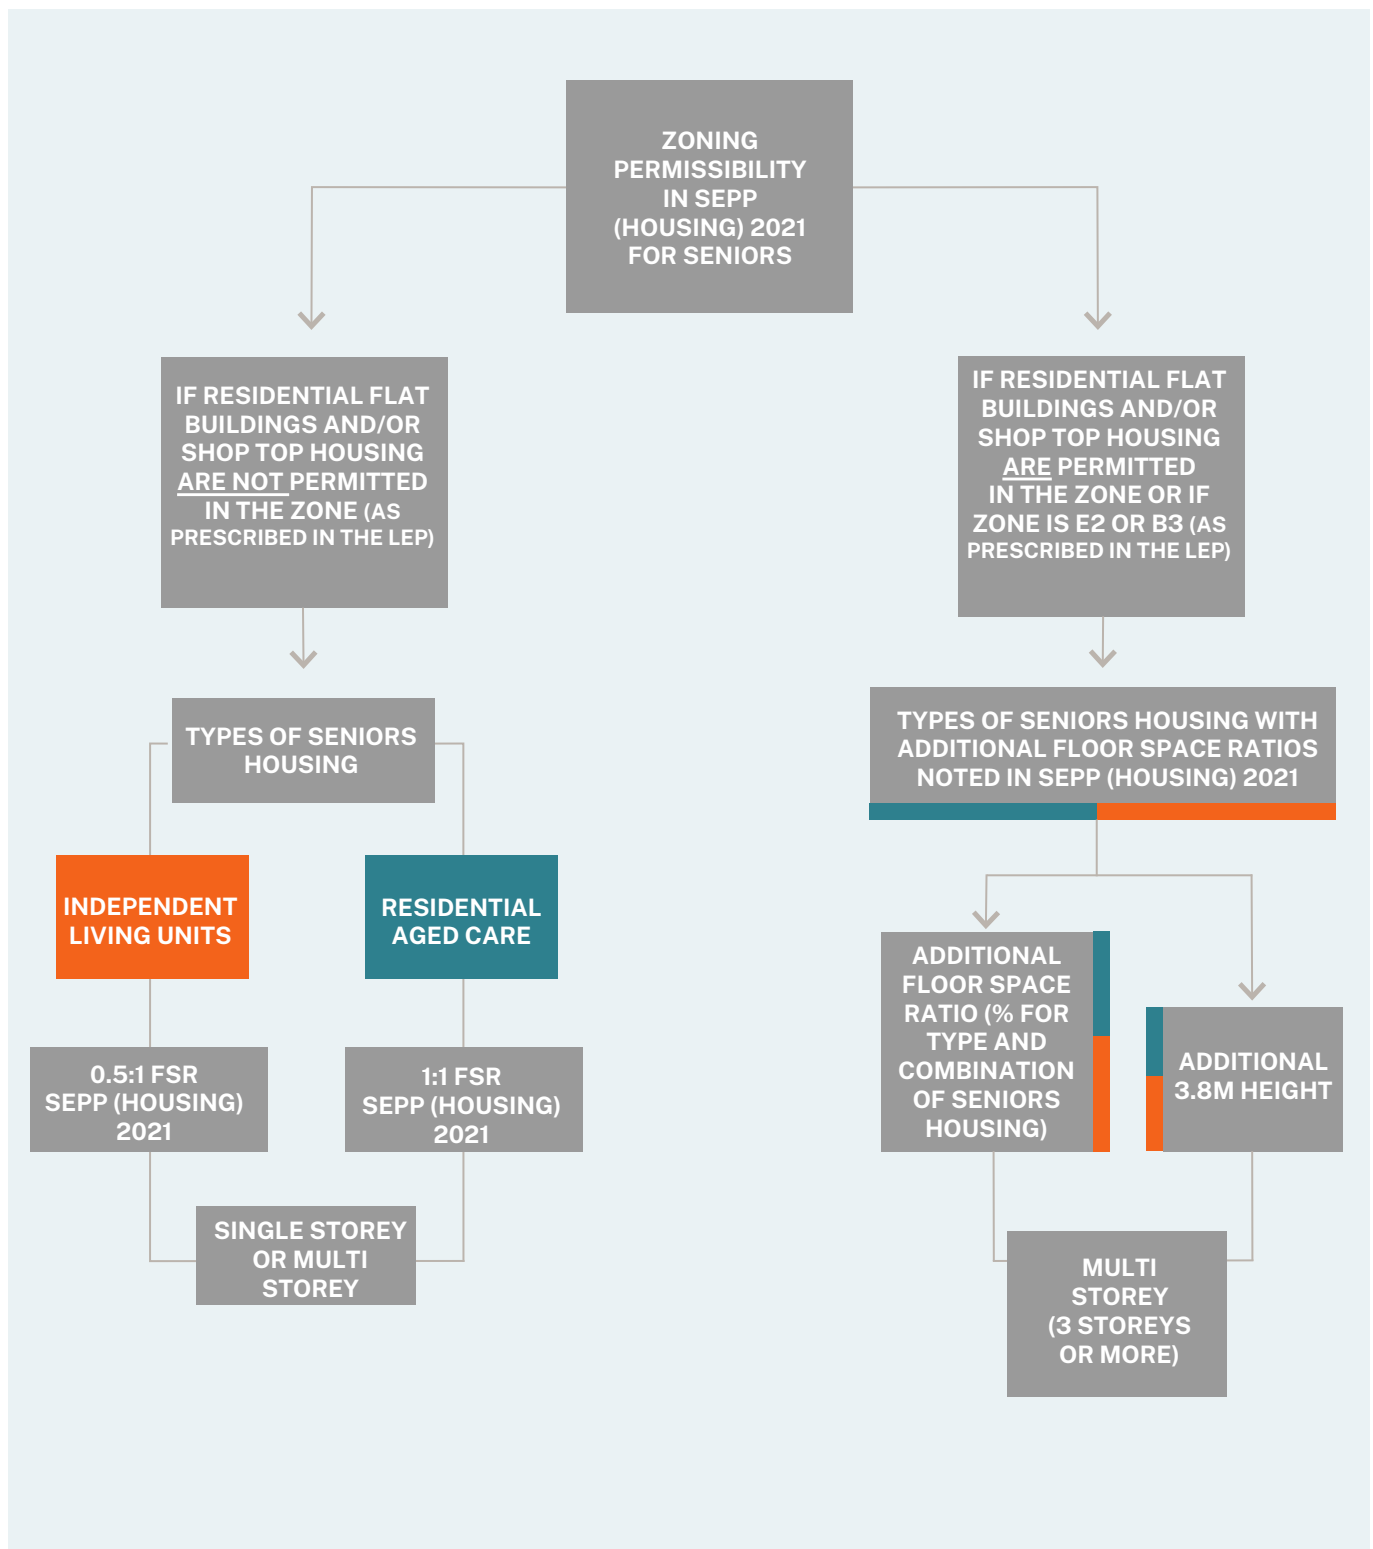 ZONING
PERMISSIBILITY
IN SEPP
(HOUSING) 2021
FOR SENIORS
IF RESIDENTIAL FLAT
BUILDINGS AND/OR
SHOP TOP HOUSING
ARE NOT PERMITTED
IN THE ZONE (AS
PRESCRIBED IN THE LEP)
IF RESIDENTIAL FLAT
BUILDINGS AND/OR
SHOP TOP HOUSING
ARE PERMITTED
IN THE ZONE OR IF
ZONE IS E2 OR B3 (AS
PRESCRIBED IN THE LEP)
TYPES OF SENIORS
HOUSING
TYPES OF SENIORS HOUSING WITH
ADDITIONAL FLOOR SPACE RATIOS
NOTED IN SEPP (HOUSING) 2021
INDEPENDENT
LIVING UNITS
RESIDENTIAL
AGED CARE
ADDITIONAL
FLOOR SPACE
RATIO (% FOR
TYPE AND
COMBINATION
OF SENIORS
HOUSING)
ADDITIONAL
3.8M HEIGHT
0.5:1 FSR
SEPP (HOUSING)
2021
1:1 FSR
SEPP (HOUSING)
2021
SINGLE STOREY
OR MULTI
STOREY
MULTI
STOREY
(3 STOREYS
OR MORE)